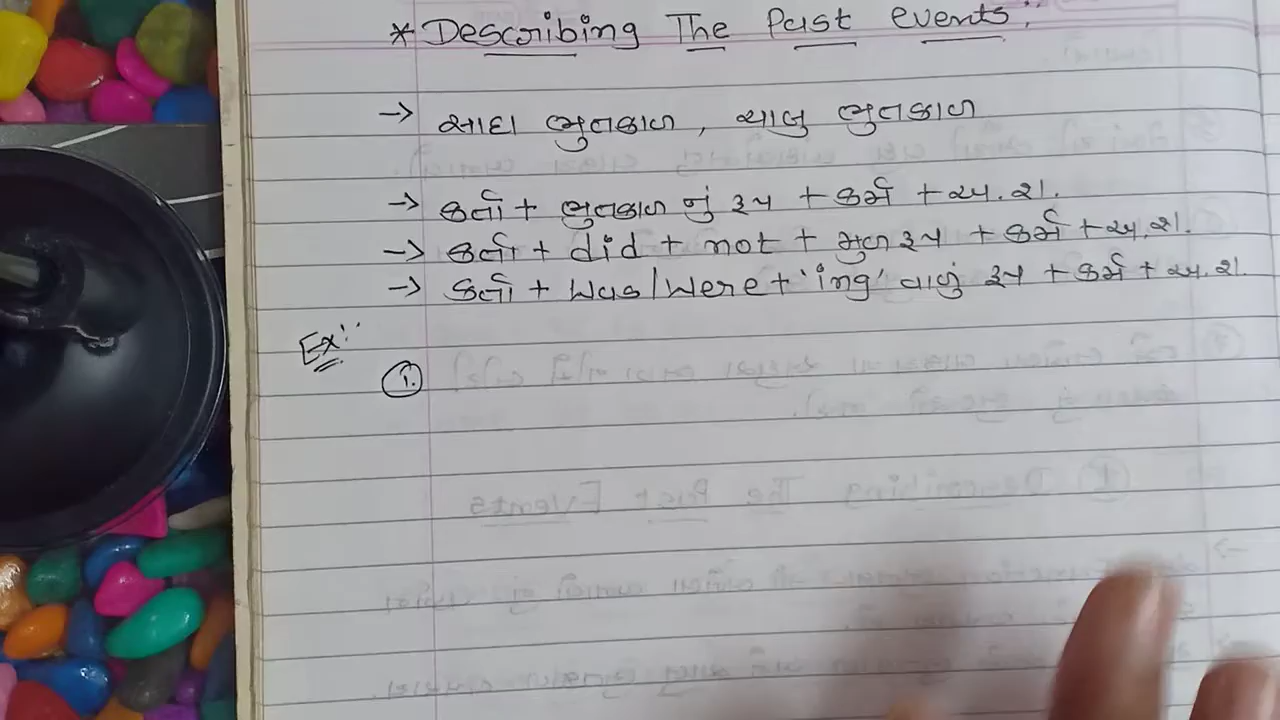 * Describing The Past events:
→ સાદા ભુતકાળ, ચાલુ ભુતકાળ
→ કર્તા + ભુતકાળ નું રૂપ + કર્મ + અ.શ.
→ કર્તા + did + not + મુળરૂપ + કર્મ + અ.શ.
→ કર્તા + was/were + 'ing' વાળું રૂપ + કર્મ + અ.શ.
Ex:
1.